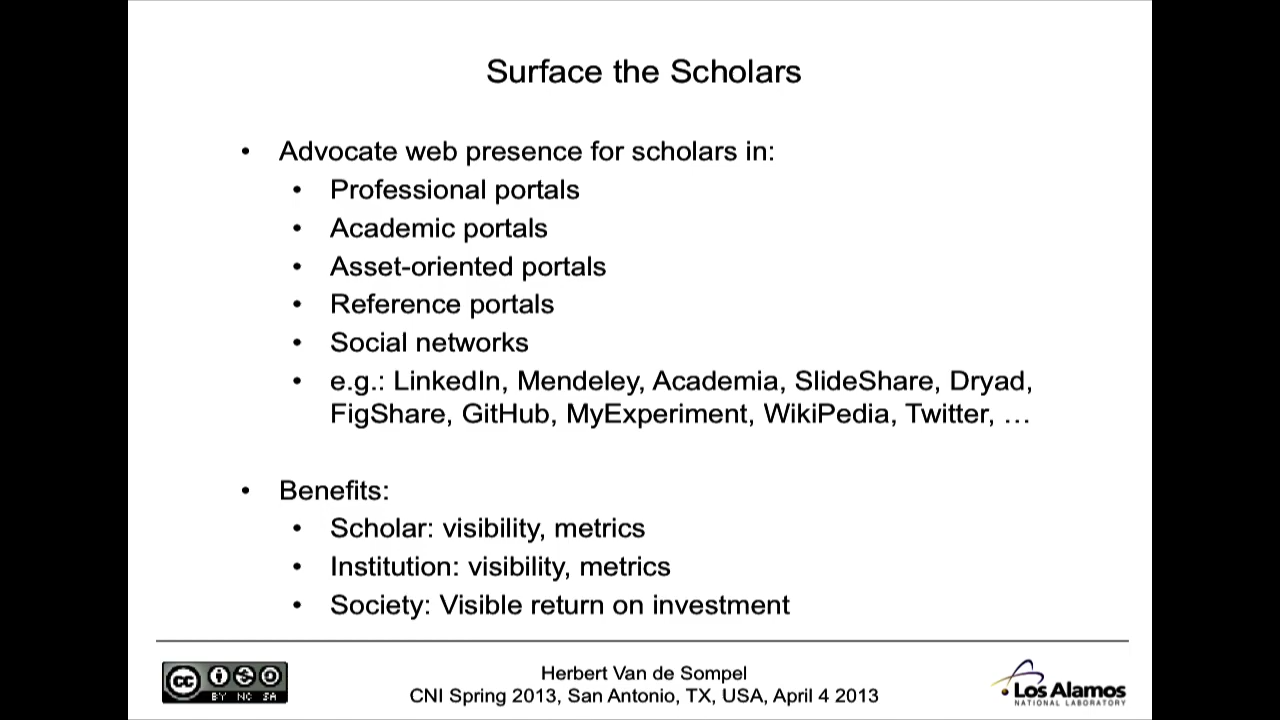 Surface the Scholars
• Advocate web presence for scholars in:
• Professional portals
• Academic portals
• Asset-oriented portals
• Reference portals
• Social networks
• e.g.: LinkedIn, Mendeley, Academia, SlideShare, Dryad,
FigShare, GitHub, MyExperiment, WikiPedia, Twitter, …
• Benefits:
• Scholar: visibility, metrics
• Institution: visibility, metrics
• Society: Visible return on investment
cc BY NC SA
Herbert Van de Sompel
CNI Spring 2013, San Antonio, TX, USA, April 4 2013
Los Alamos
NATIONAL LABORATORY